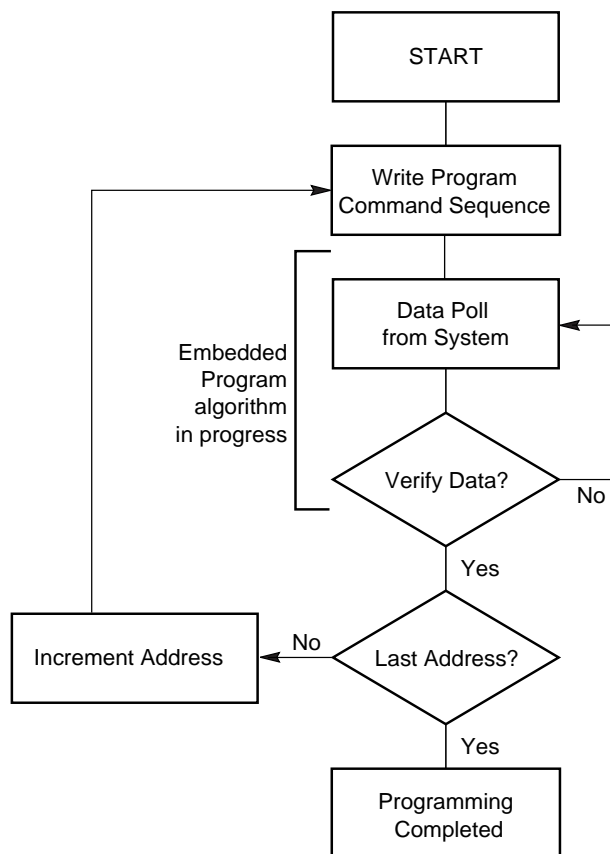 START
Write Program
Command Sequence
Data Poll
from System
Embedded
Program
algorithm
in progress
Verify Data?
No
Yes
Increment Address
No
Last Address?
Yes
Programming
Completed